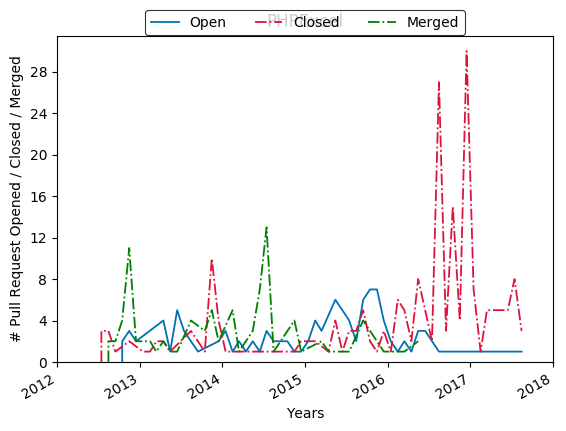 PHPExcel
Open Closed Merged
# Pull Request Opened / Closed / Merged
28
24
20
16
12
8
4
0
2012 2013 2014 2015 2016 2017 2018
Years